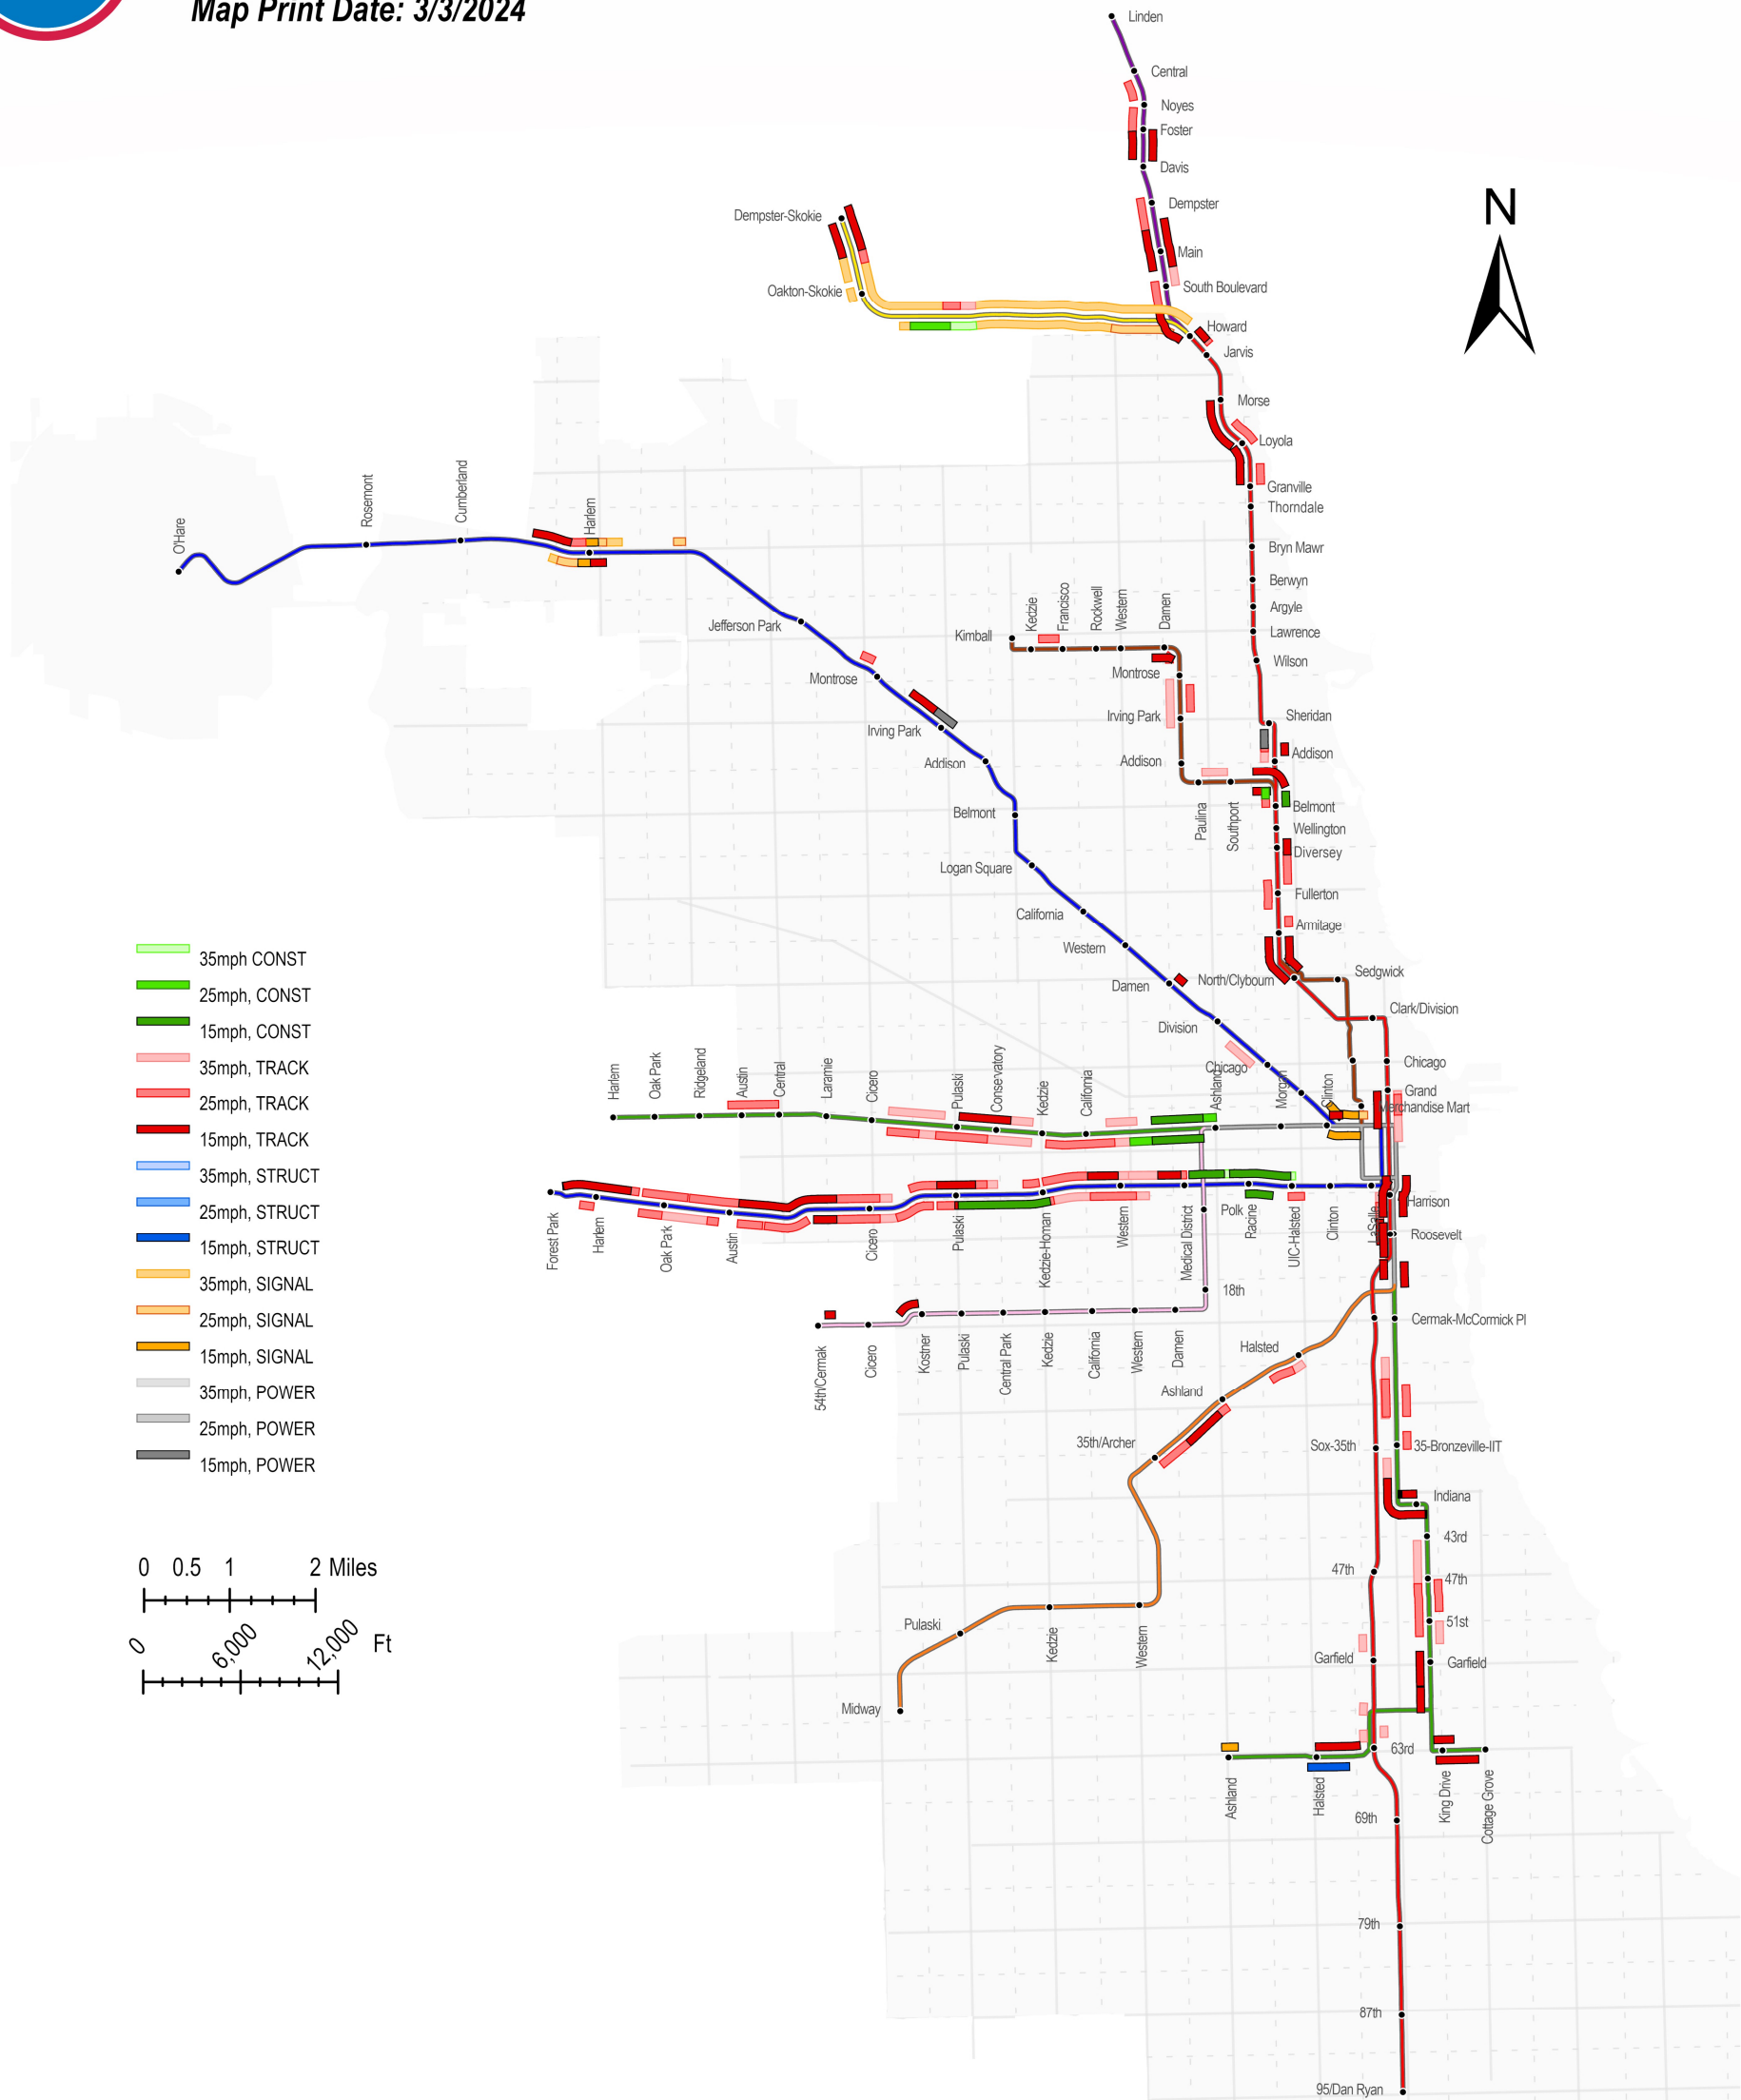 Map Print Date: 3/3/2024
Linden
Central
Noyes
Foster
Davis
Dempster
Main
South Boulevard
Howard
Jarvis
Morse
Loyola
Granville
Thorndale
Bryn Mawr
Berwyn
Argyle
Lawrence
Wilson
Sheridan
Addison
Belmont
Wellington
Diversey
Fullerton
Armitage
N
Dempster-Skokie
Oakton-Skokie
O'Hare
Rosemont
Cumberland
Harlem
Jefferson Park
Montrose
Irving Park
Addison
Belmont
Logan Square
California
Western
Damen
Division
Chicago
Kimball
Kedzie
Francisco
Rockwell
Western
Damen
Montrose
Irving Park
Addison
Paulina
Southport
North/Clybourn
Sedgwick
Clark/Division
Chicago
Grand
Merchandise Mart
Harlem
Oak Park
Ridgeland
Austin
Central
Laramie
Cicero
Pulaski
Conservatory
Kedzie
California
Ashland
Morgan
Clinton
Forest Park
Harlem
Oak Park
Austin
Cicero
Pulaski
Kedzie-Homan
Western
Medical District
Polk
Racine
UIC-Halsted
Clinton
LaSalle
Harrison
Roosevelt
18th
54th/Cermak
Cicero
Kostner
Pulaski
Central Park
Kedzie
California
Western
Damen
Halsted
Ashland
35th/Archer
Cermak-McCormick Pl
Sox-35th
35-Bronzeville-IIT
Indiana
43rd
47th
47th
51st
Garfield
Garfield
Pulaski
Kedzie
Western
Midway
63rd
Ashland
Halsted
King Drive
Cottage Grove
69th
79th
87th
95/Dan Ryan
35mph CONST
25mph, CONST
15mph, CONST
35mph, TRACK
25mph, TRACK
15mph, TRACK
35mph, STRUCT
25mph, STRUCT
15mph, STRUCT
35mph, SIGNAL
25mph, SIGNAL
15mph, SIGNAL
35mph, POWER
25mph, POWER
15mph, POWER
0 0.5 1 2 Miles
0 6,000 12,000 Ft